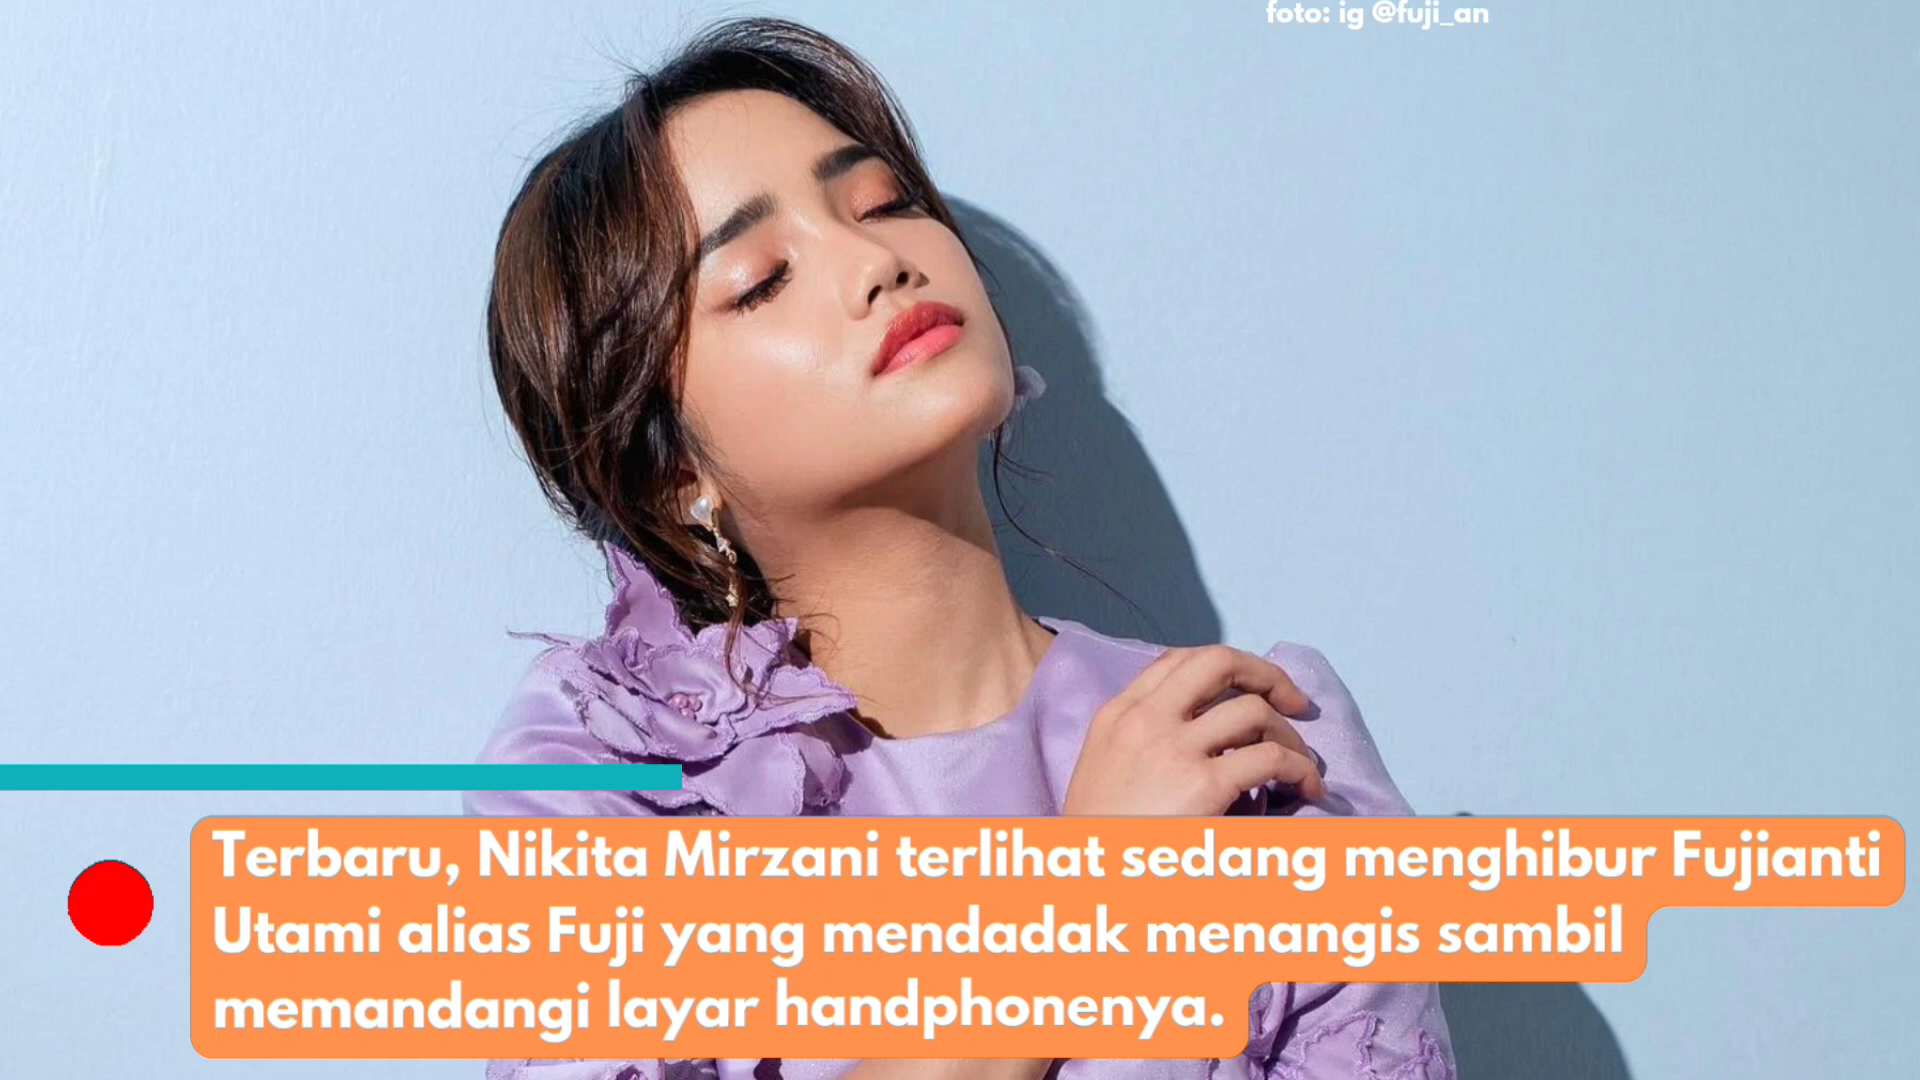 foto: ig @fuji_an
Terbaru, Nikita Mirzani terlihat sedang menghibur Fujianti
Utami alias Fuji yang mendadak menangis sambil
memandangi layar handphonenya.